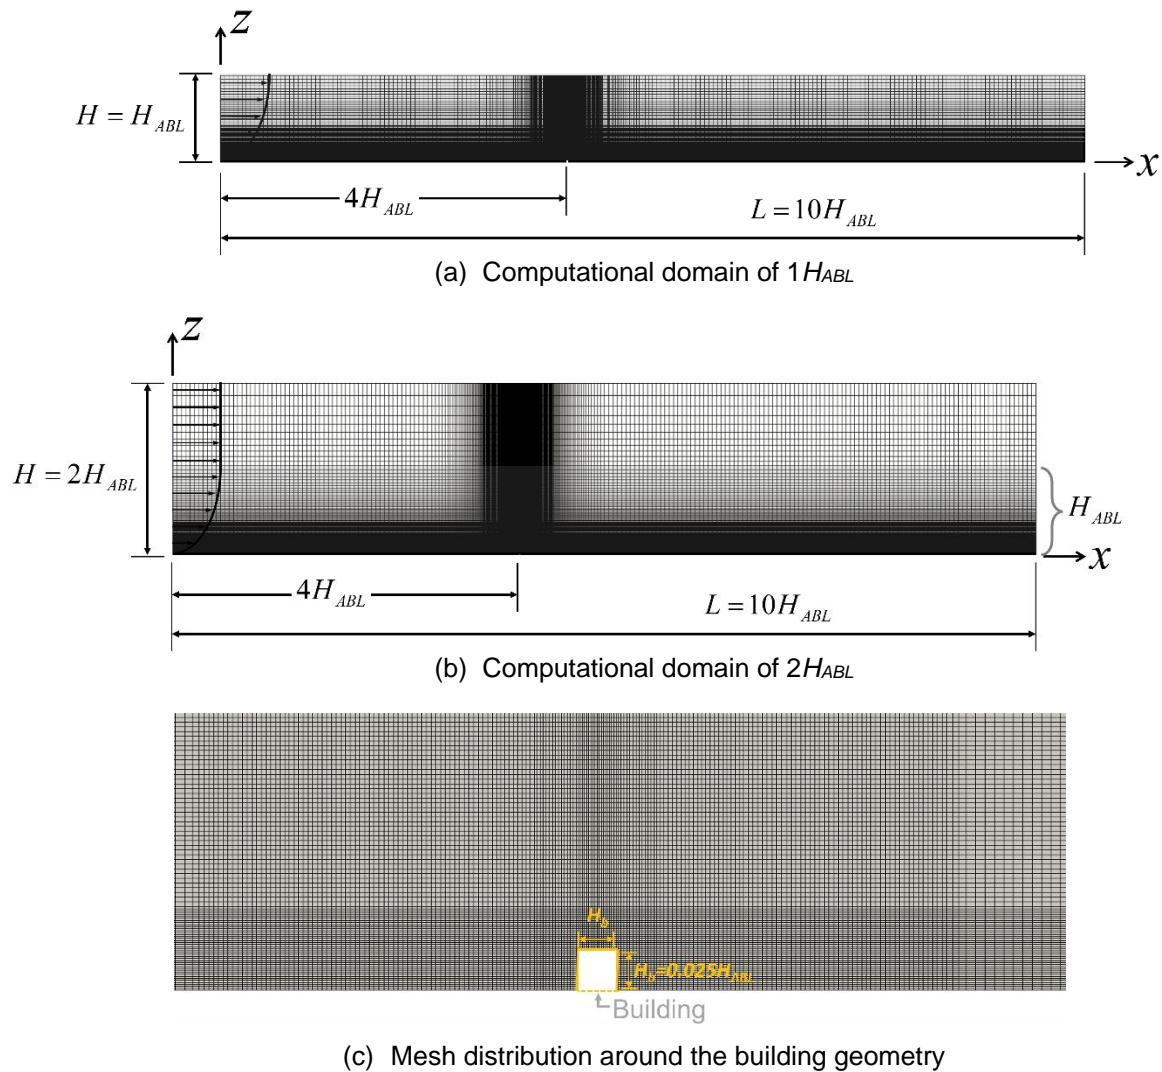 z
H = H_ABL
x
4H_ABL
L = 10H_ABL
(a) Computational domain of 1H_ABL
z
H = 2H_ABL
H_ABL
x
4H_ABL
L = 10H_ABL
(b) Computational domain of 2H_ABL
H_b
H_b=0.025H_ABL
Building
(c) Mesh distribution around the building geometry